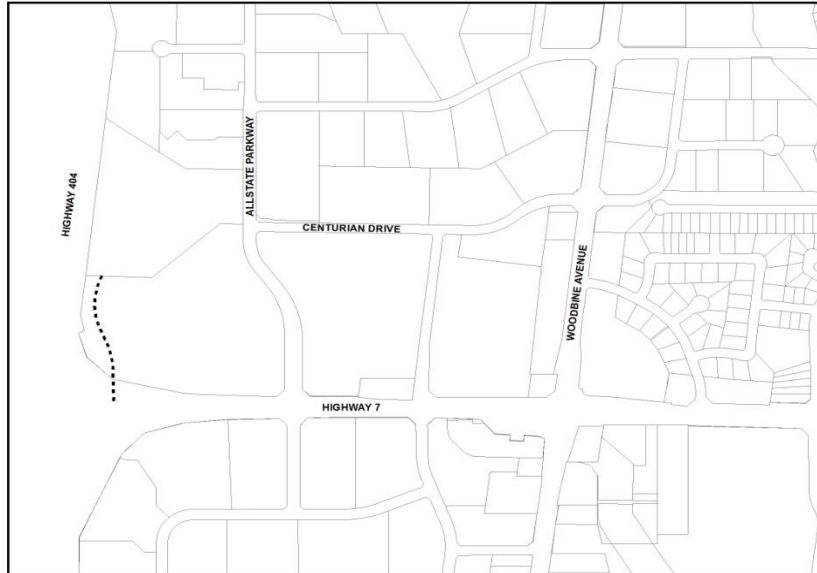 HIGHWAY 404
ALLSTATE PARKWAY
CENTURIAN DRIVE
WOODBINE AVENUE
HIGHWAY 7